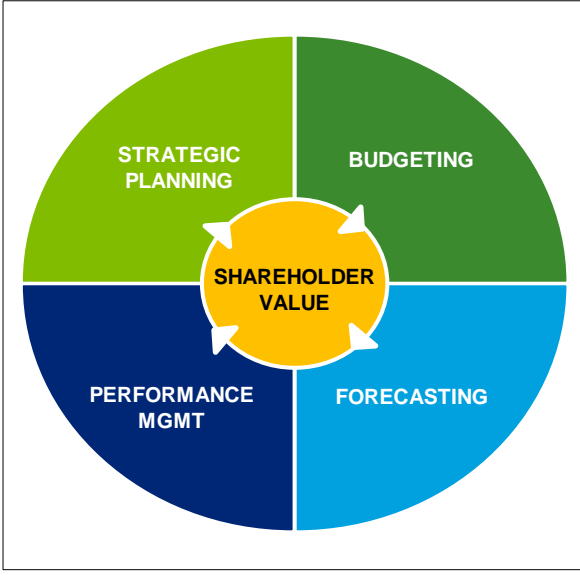 STRATEGIC
PLANNING
BUDGETING
SHAREHOLDER
VALUE
PERFORMANCE
MGMT
FORECASTING